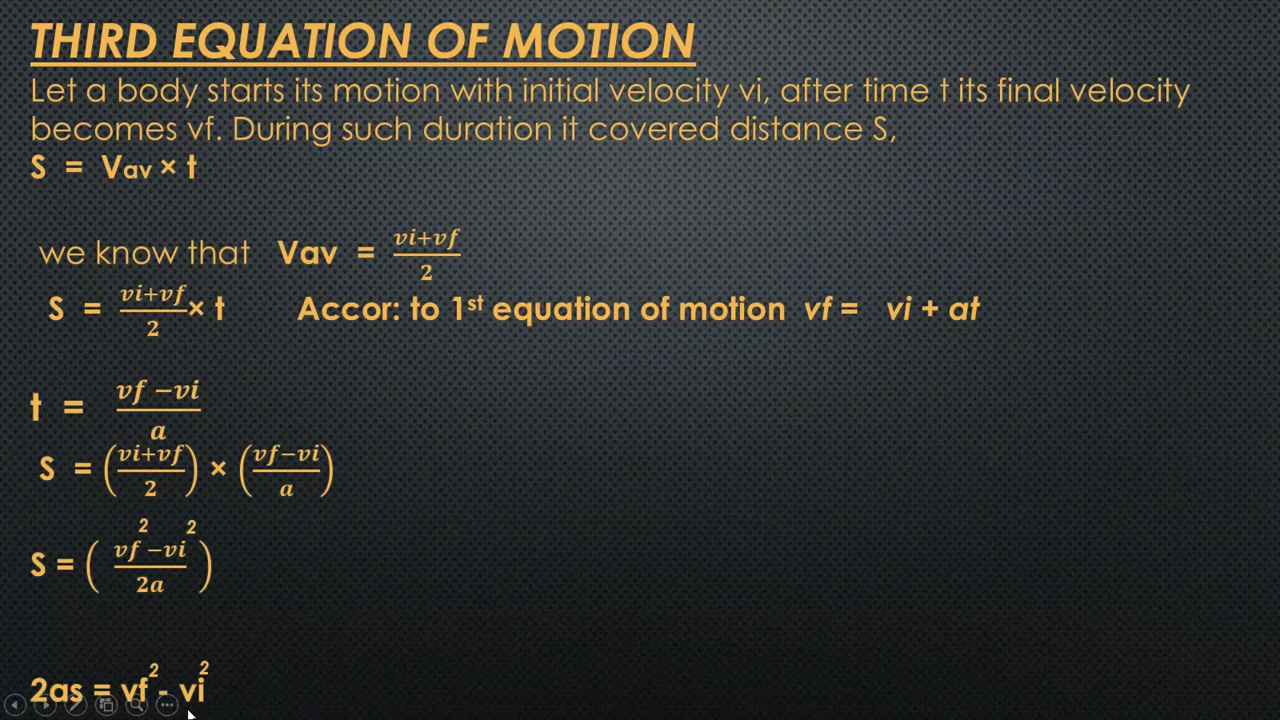 THIRD EQUATION OF MOTION
Let a body starts its motion with initial velocity vi, after time t its final velocity
becomes vf. During such duration it covered distance S,
S = Vav × t
we know that Vav = (vi+vf)/2
S = (vi+vf)/2 × t Accor: to 1st equation of motion vf = vi + at
t = (vf −vi)/a
S = ((vi+vf)/2) × ((vf−vi)/a)
S = ((vf² −vi²)/2a)
2as = vf² - vi²